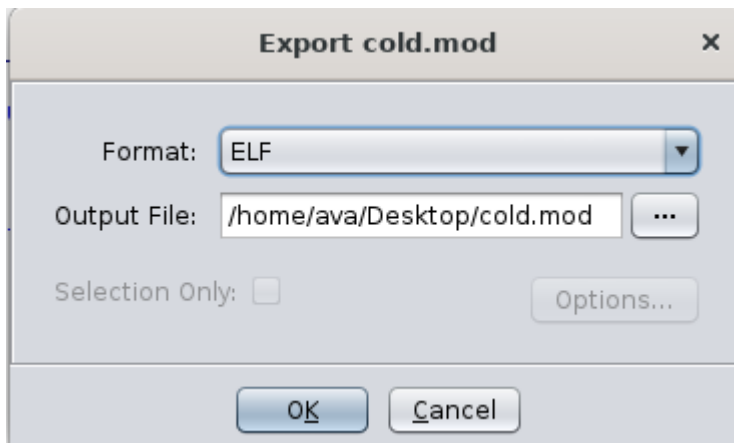 Export cold.mod ×
Format: ELF
Output File: /home/ava/Desktop/cold.mod ...
Selection Only: Options...
OK Cancel